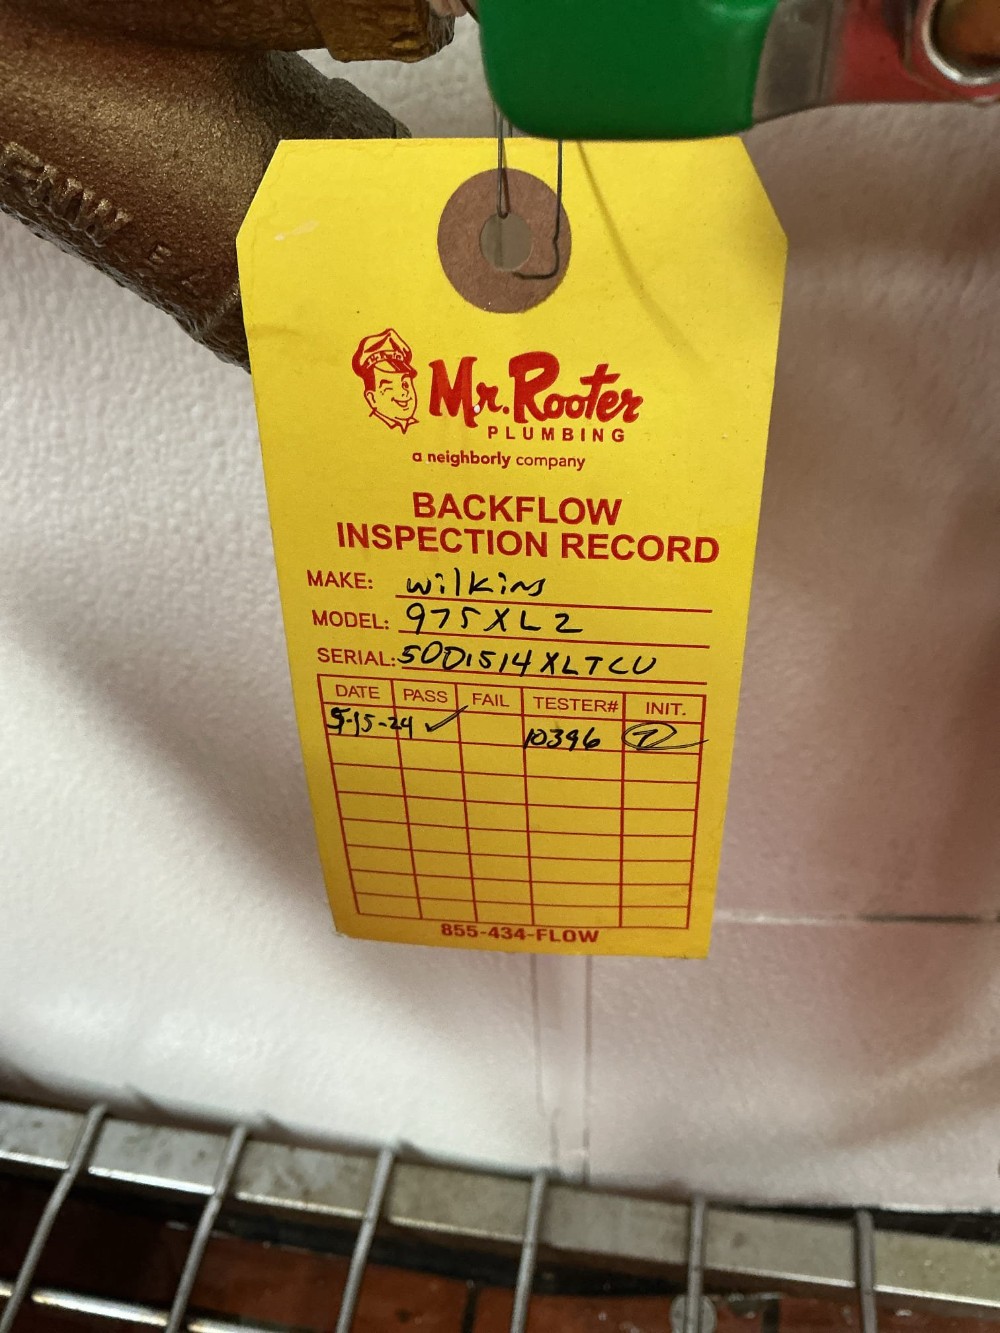 Mr. Rooter
PLUMBING
a neighborly company
BACKFLOW
INSPECTION RECORD
MAKE: Wilkins
MODEL: 975XL2
SERIAL: 50D1514XLTCU
DATE PASS FAIL TESTER# INIT.
5-15-24 ✓ 10396
855-434-FLOW